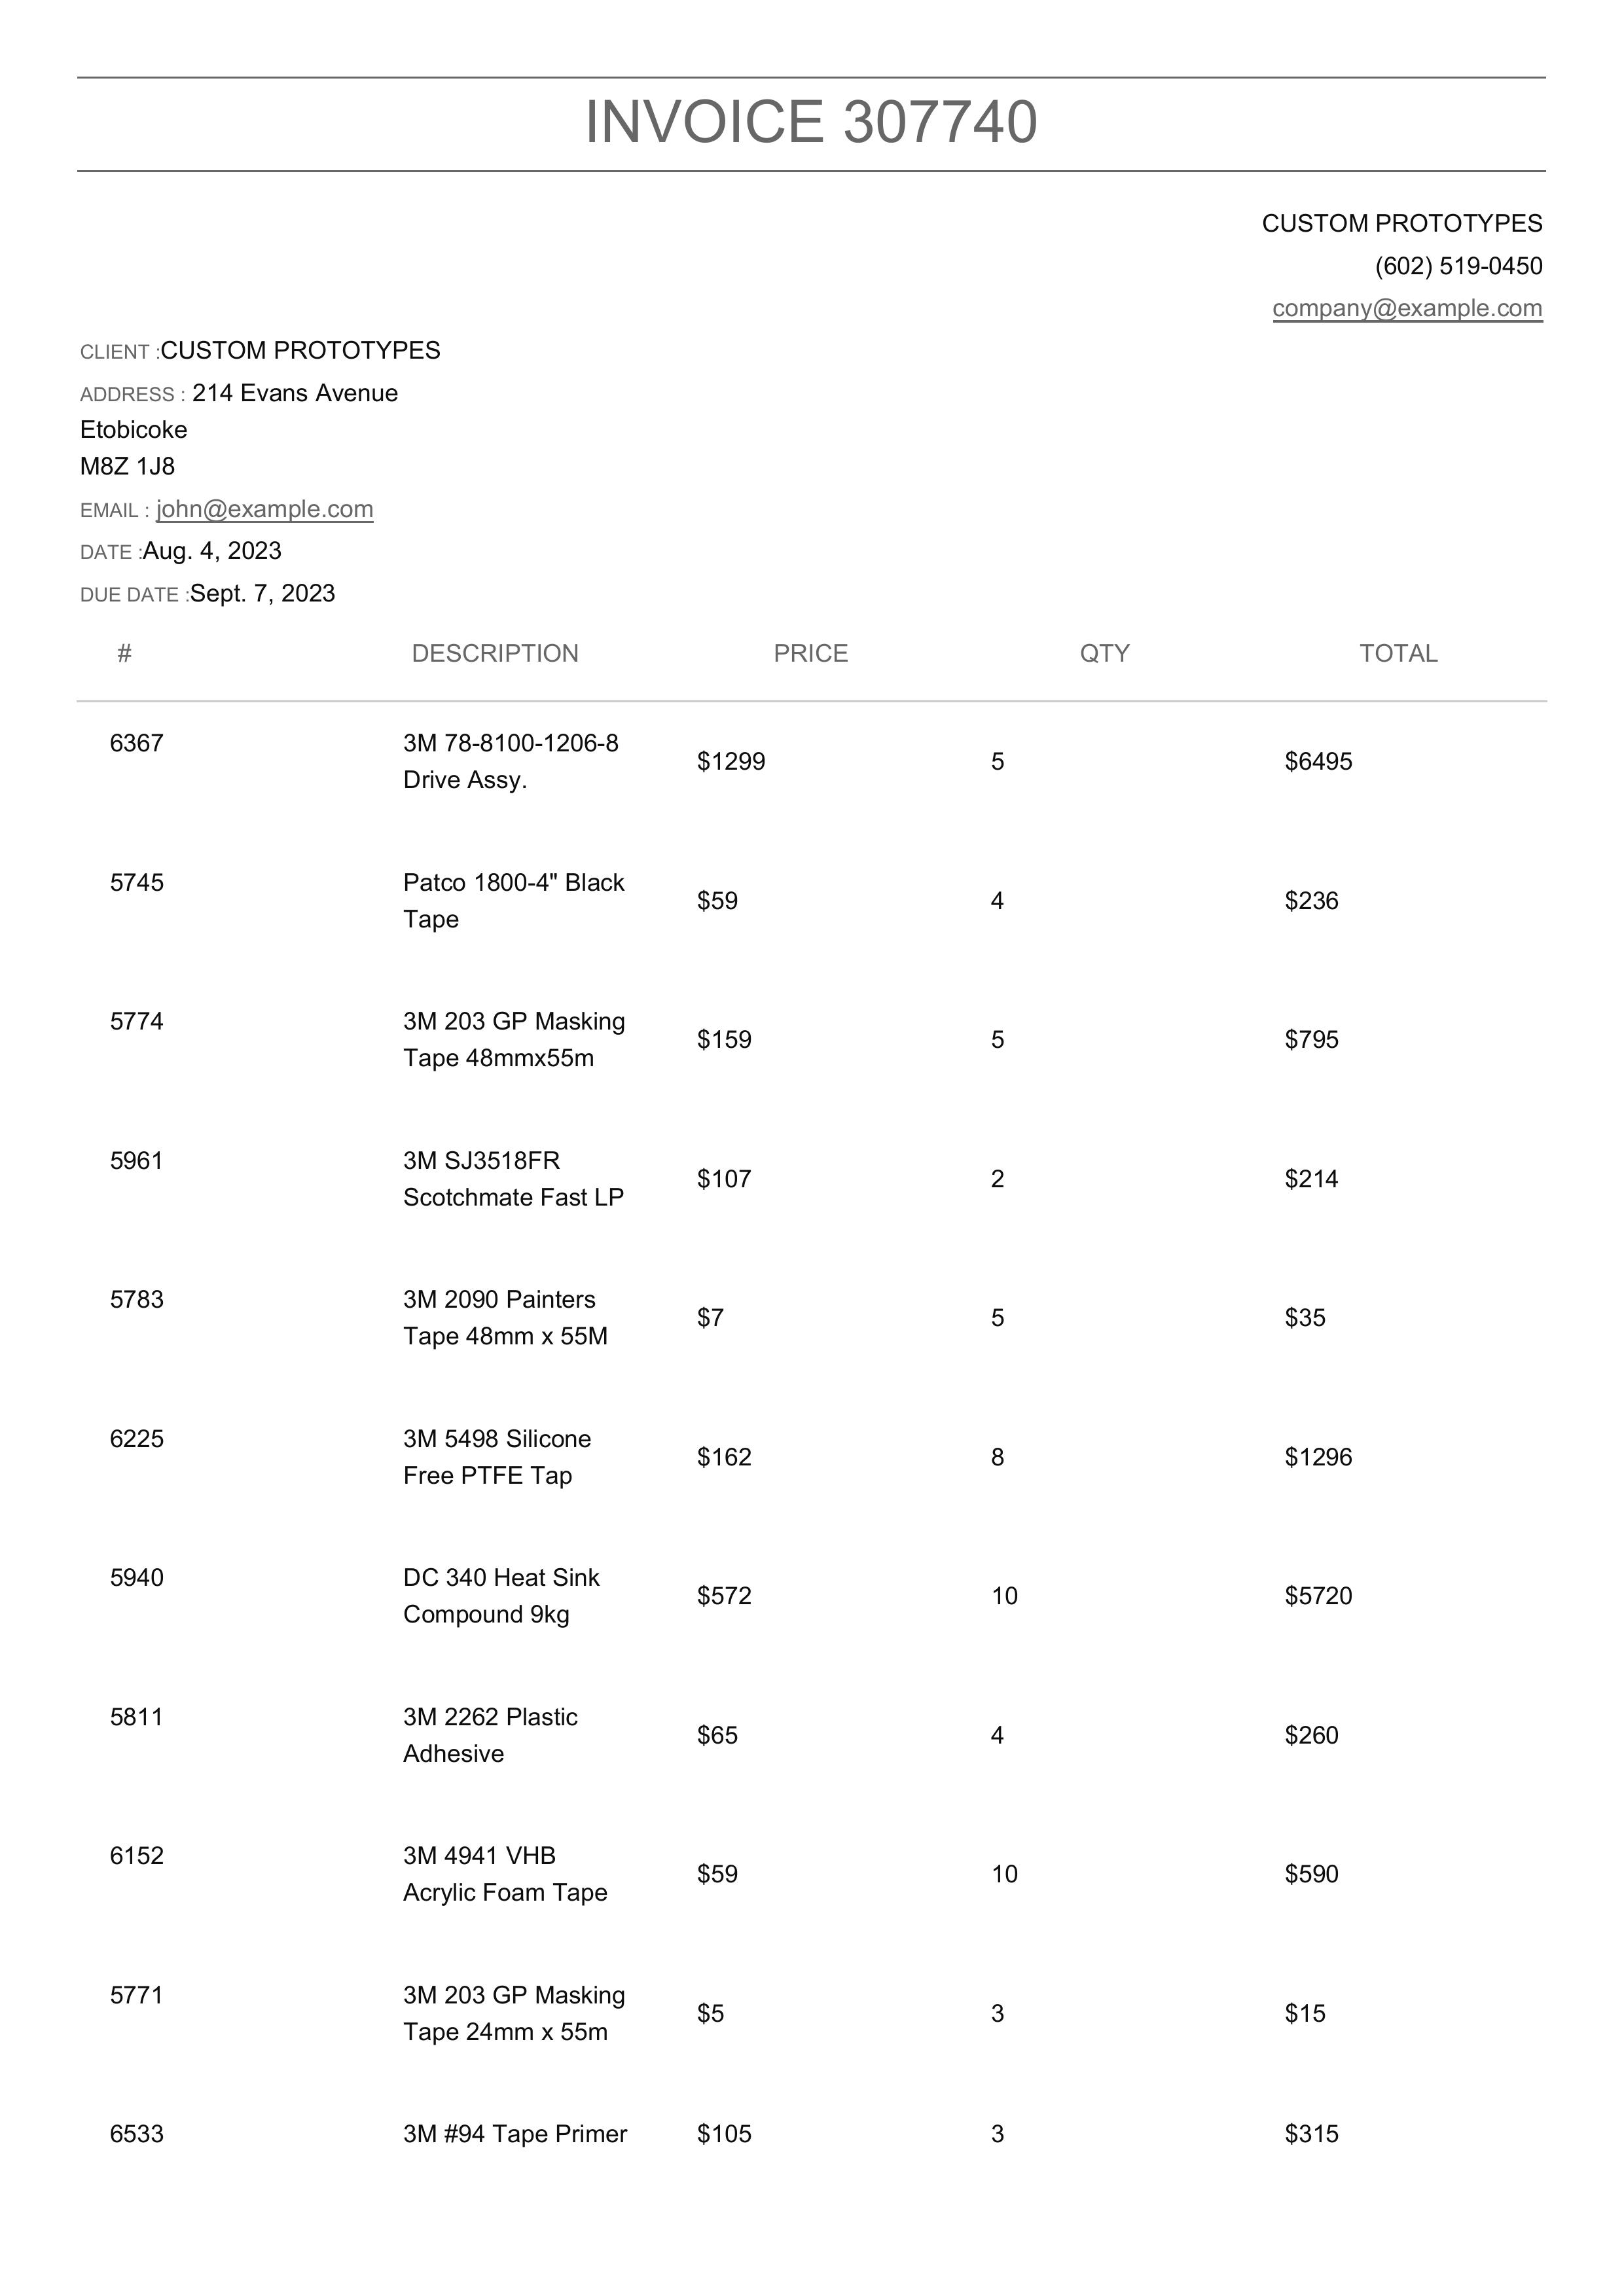 INVOICE 307740
CUSTOM PROTOTYPES
(602) 519-0450
company@example.com
CLIENT :CUSTOM PROTOTYPES
ADDRESS : 214 Evans Avenue
Etobicoke
M8Z 1J8
EMAIL : john@example.com
DATE :Aug. 4, 2023
DUE DATE :Sept. 7, 2023
# DESCRIPTION PRICE QTY TOTAL
6367 3M 78-8100-1206-8
Drive Assy. $1299 5 $6495
5745 Patco 1800-4" Black
Tape $59 4 $236
5774 3M 203 GP Masking
Tape 48mmx55m $159 5 $795
5961 3M SJ3518FR
Scotchmate Fast LP $107 2 $214
5783 3M 2090 Painters
Tape 48mm x 55M $7 5 $35
6225 3M 5498 Silicone
Free PTFE Tap $162 8 $1296
5940 DC 340 Heat Sink
Compound 9kg $572 10 $5720
5811 3M 2262 Plastic
Adhesive $65 4 $260
6152 3M 4941 VHB
Acrylic Foam Tape $59 10 $590
5771 3M 203 GP Masking
Tape 24mm x 55m $5 3 $15
6533 3M #94 Tape Primer $105 3 $315